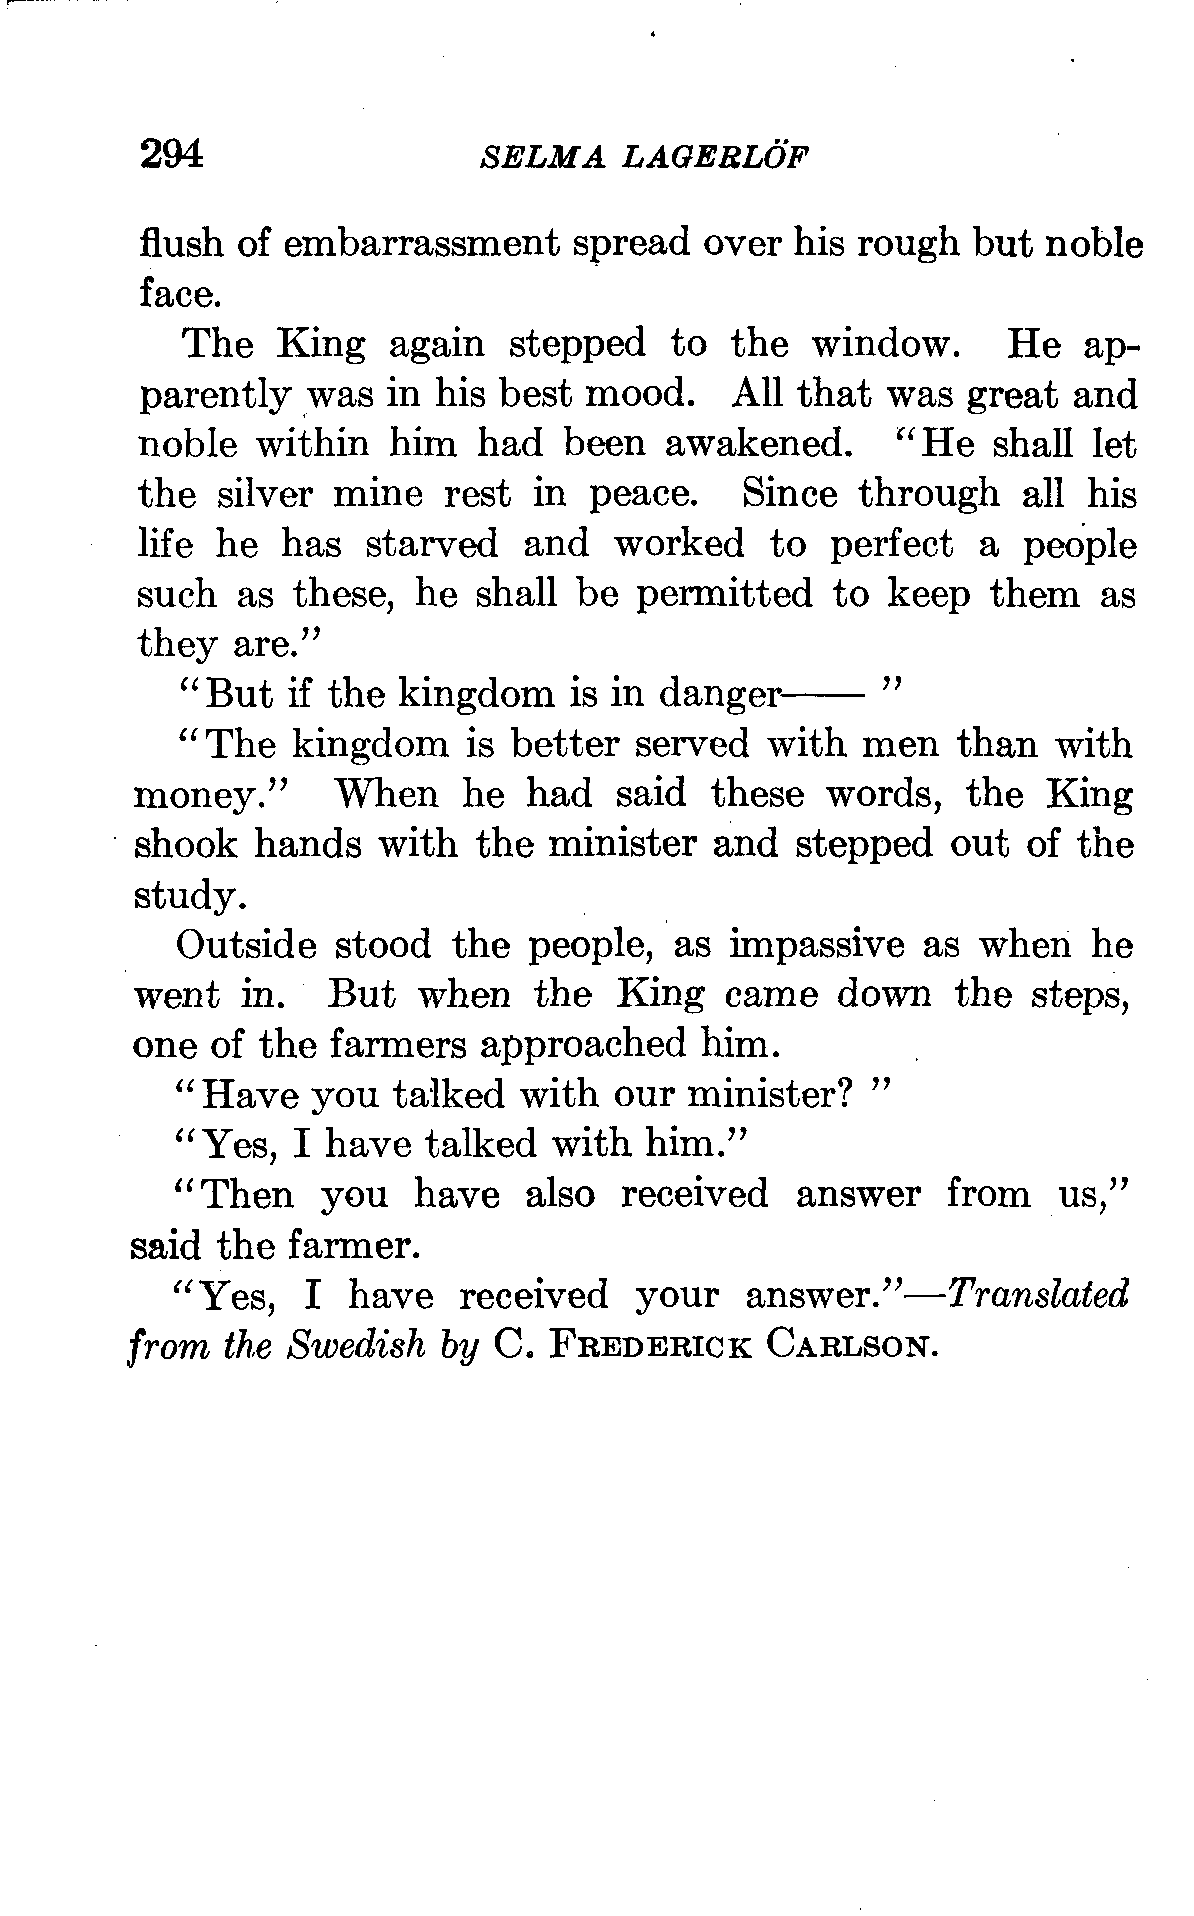 294 SELMA LAGERLÖF
flush of embarrassment spread over his rough but noble
face.
The King again stepped to the window. He ap-
parently was in his best mood. All that was great and
noble within him had been awakened. "He shall let
the silver mine rest in peace. Since through all his
life he has starved and worked to perfect a people
such as these, he shall be permitted to keep them as
they are."
"But if the kingdom is in danger—— "
"The kingdom is better served with men than with
money." When he had said these words, the King
shook hands with the minister and stepped out of the
study.
Outside stood the people, as impassive as when he
went in. But when the King came down the steps,
one of the farmers approached him.
"Have you talked with our minister? "
"Yes, I have talked with him."
"Then you have also received answer from us,"
said the farmer.
"Yes, I have received your answer."—Translated
from the Swedish by C. FREDERICK CARLSON.